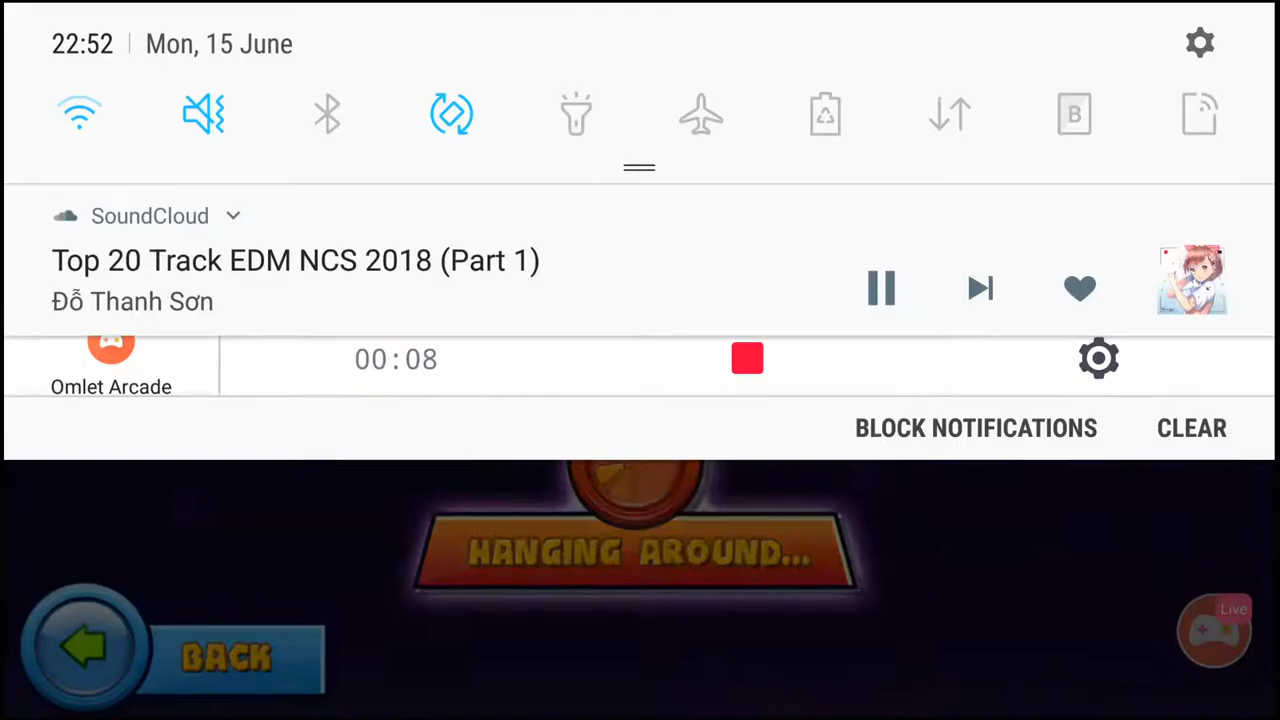 22:52
Mon, 15 June
B
SoundCloud
Top 20 Track EDM NCS 2018 (Part 1)
Đỗ Thanh Sơn
00:08
Omlet Arcade
BLOCK NOTIFICATIONS
CLEAR
HANGING AROUND...
Live
BACK